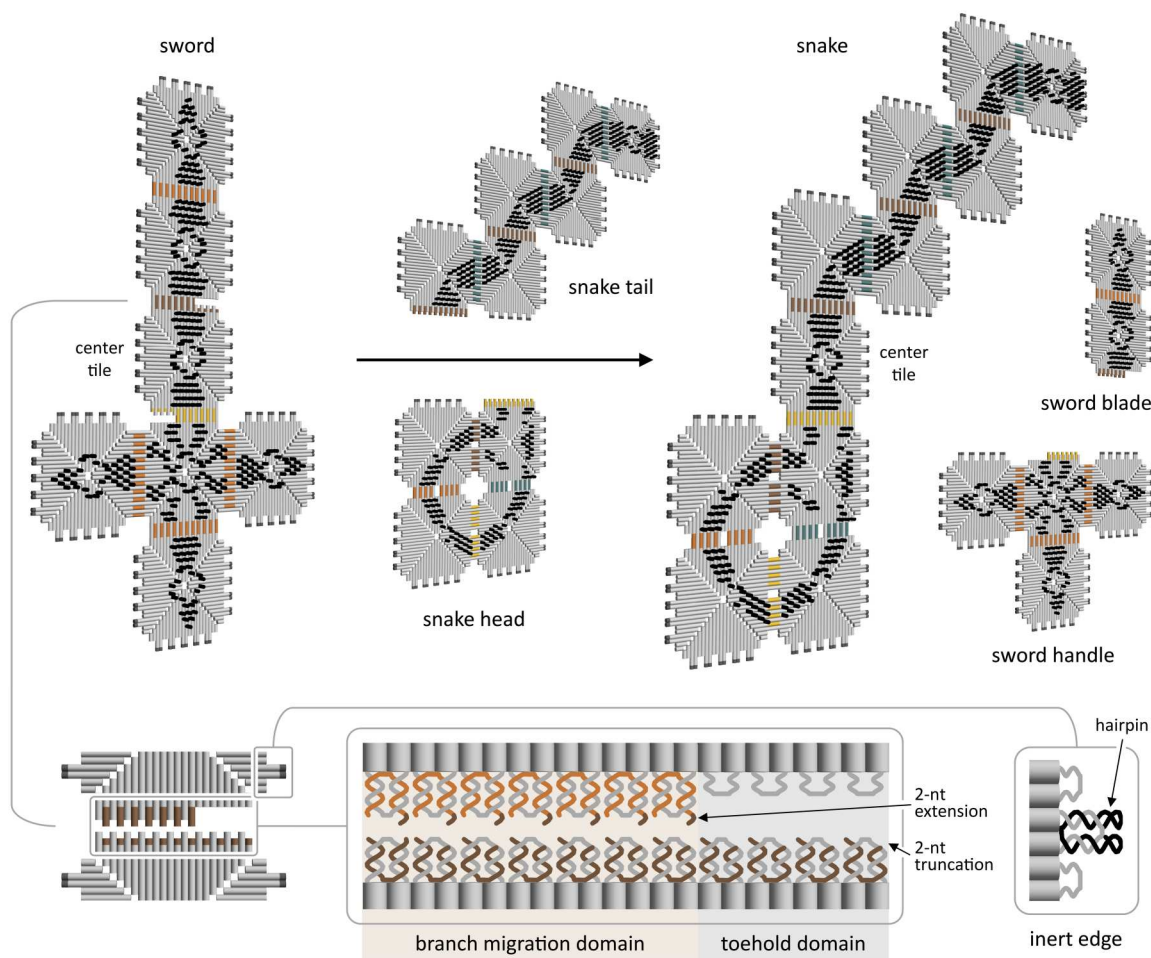 sword
snake
snake tail
center
tile
center
tile
sword blade
snake head
sword handle
hairpin
2-nt
extension
2-nt
truncation
branch migration domain
toehold domain
inert edge